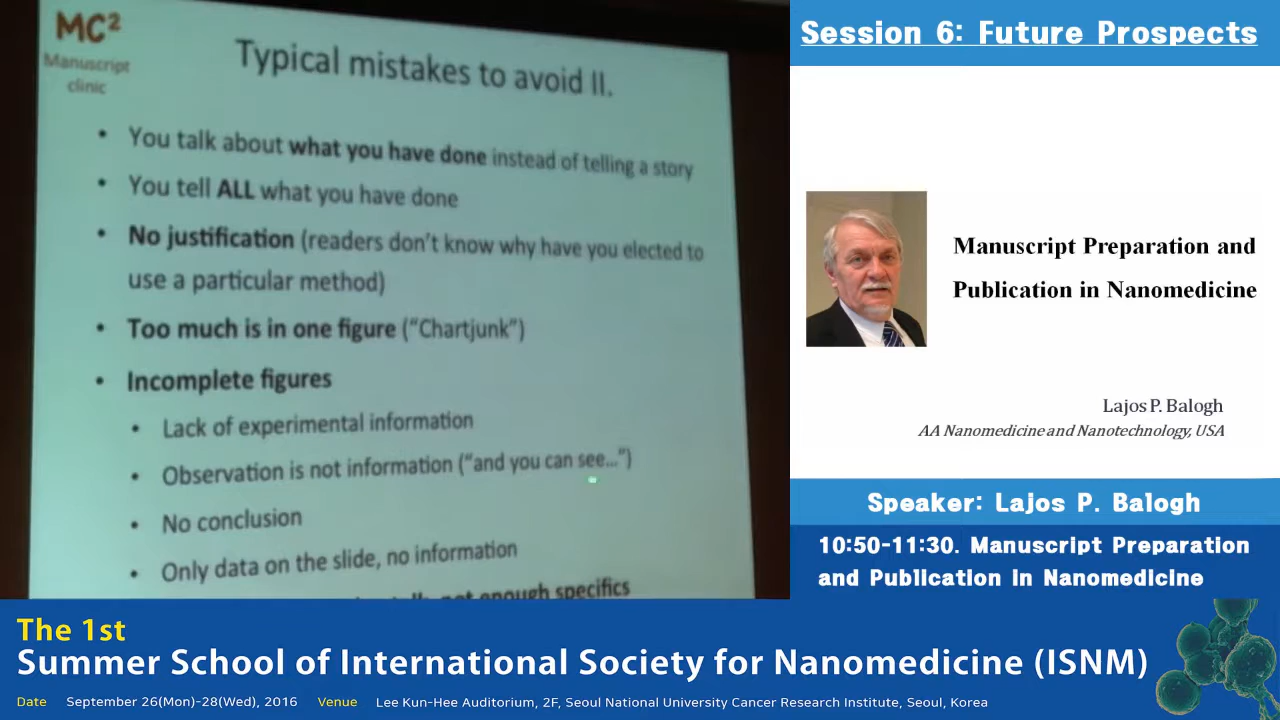 MC²
Manuscript
clinic
Typical mistakes to avoid II.
• You talk about what you have done instead of telling a story
• You tell ALL what you have done
• No justification (readers don't know why have you elected to
use a particular method)
• Too much is in one figure ("Chartjunk")
• Incomplete figures
• Lack of experimental information
• Observation is not information ("and you can see...")
• No conclusion
• Only data on the slide, no information
not enough specifics
Session 6: Future Prospects
Manuscript Preparation and
Publication in Nanomedicine
Lajos P. Balogh
AA Nanomedicine and Nanotechnology, USA
Speaker: Lajos P. Balogh
10:50-11:30. Manuscript Preparation
and Publication in Nanomedicine
The 1st
Summer School of International Society for Nanomedicine (ISNM)
Date September 26(Mon)-28(Wed), 2016 Venue Lee Kun-Hee Auditorium, 2F, Seoul National University Cancer Research Institute, Seoul, Korea